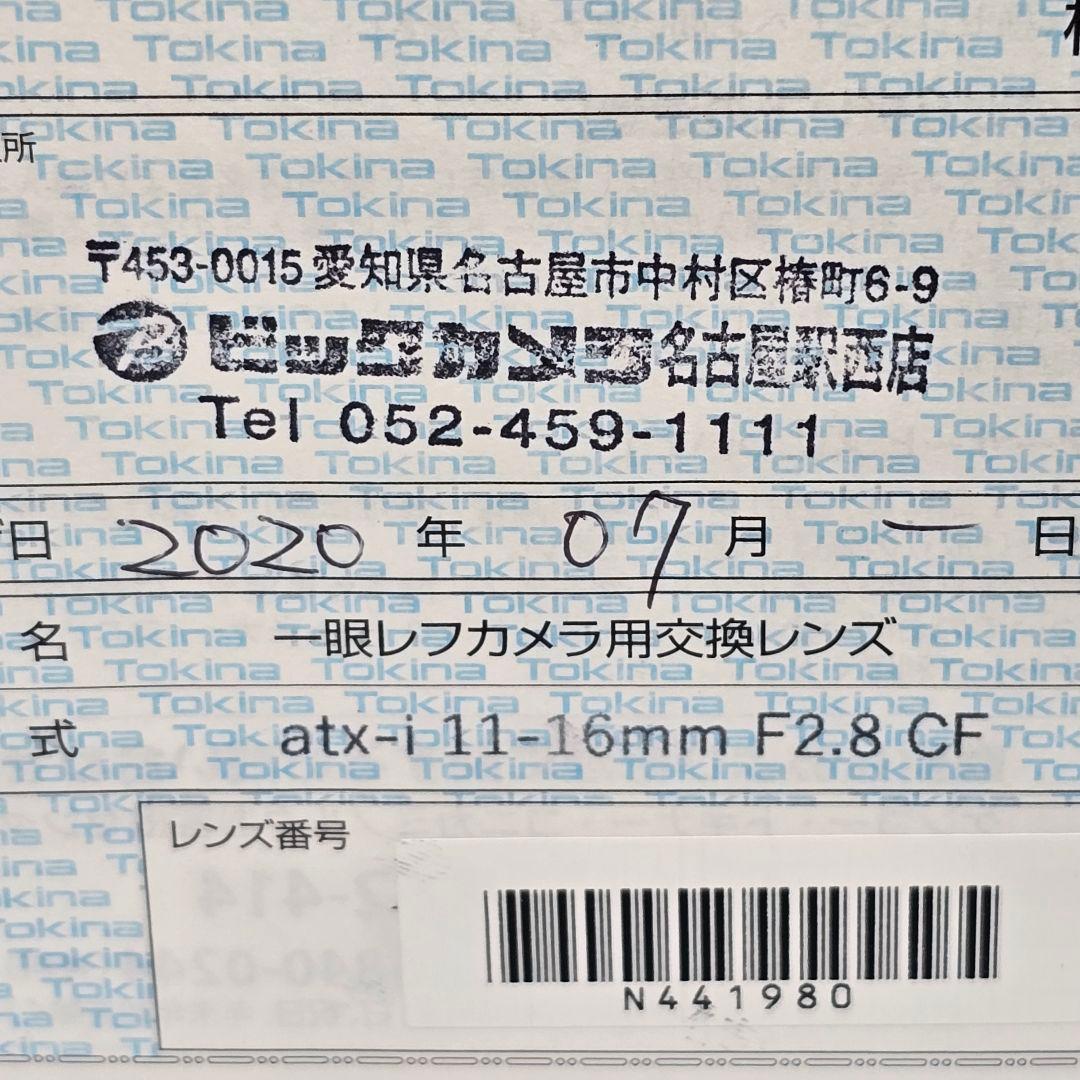 〒453-0015 愛知県名古屋市中村区椿町6-9
ビックカメラ 名古屋駅西店
Tel 052-459-1111
日 2020 年 07 月 一 日
名 一眼レフカメラ用交換レンズ
式 atx-i 11-16mm F2.8 CF
レンズ番号
N441980